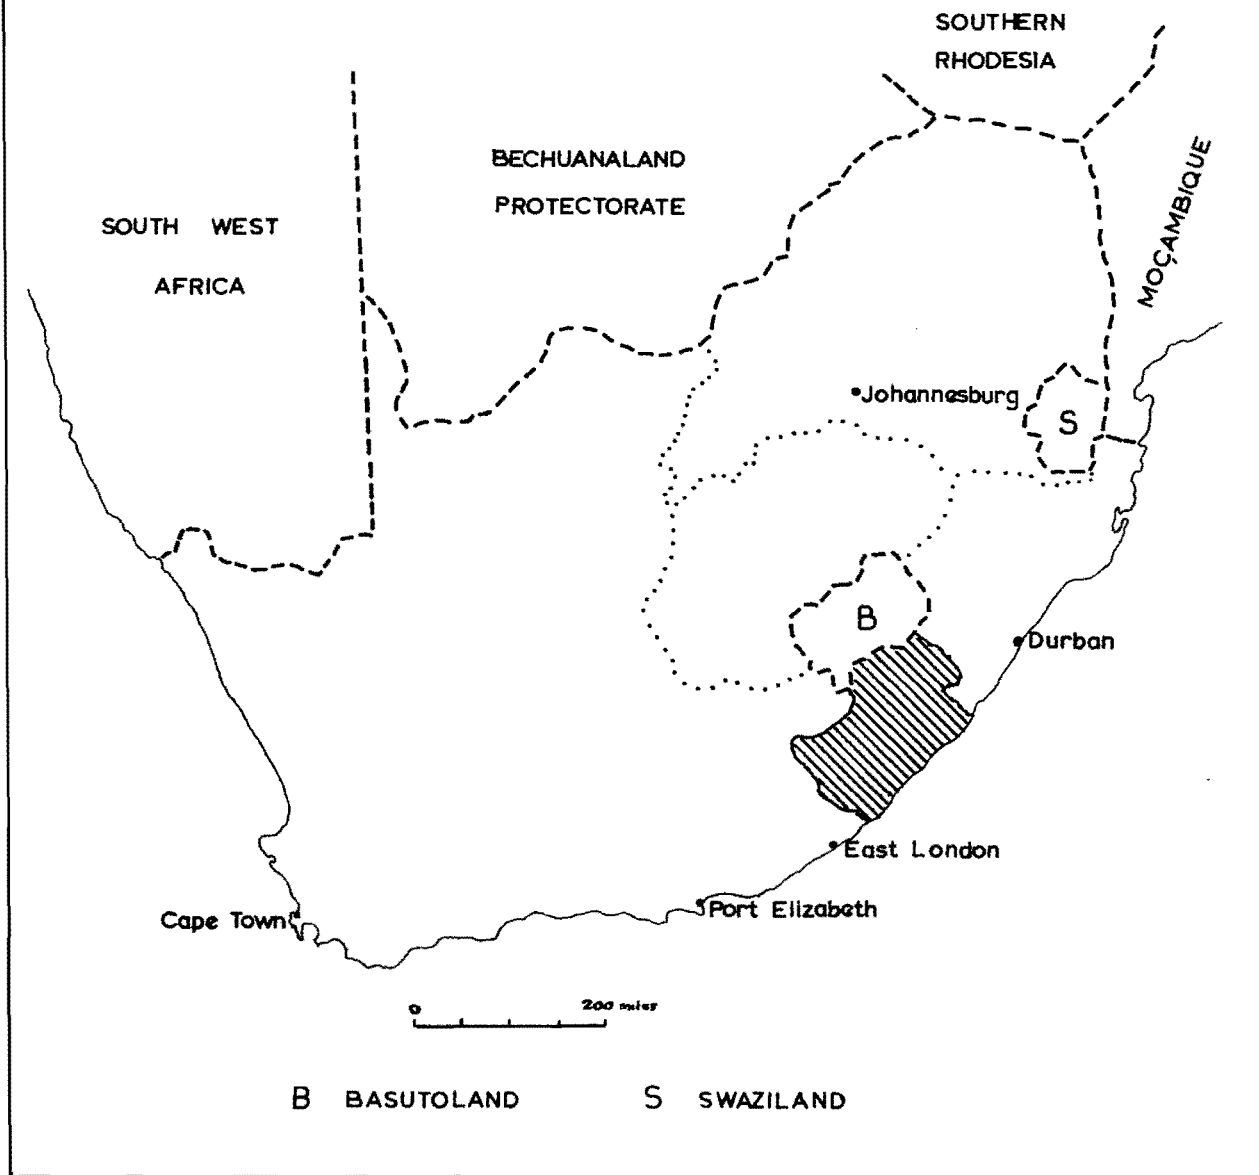 SOUTHERN
RHODESIA
BECHUANALAND
PROTECTORATE
SOUTH WEST
AFRICA
MOÇAMBIQUE
Johannesburg
S
B
Durban
East London
Port Elizabeth
Cape Town
0 200 miles
B BASUTOLAND S SWAZILAND